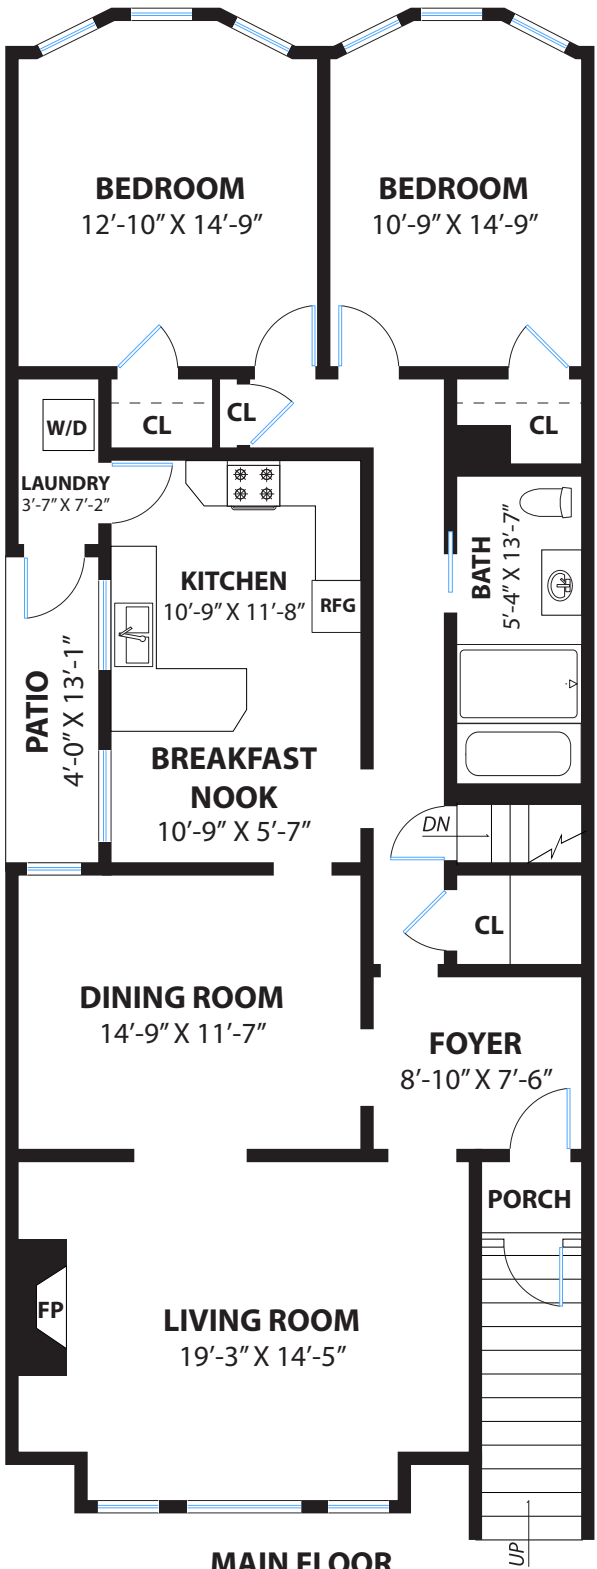 BEDROOM
12’-10” X 14’-9”
BEDROOM
10’-9” X 14’-9”
W/D
CL
CL
CL
LAUNDRY
3’-7” X 7’-2”
KITCHEN
10’-9” X 11’-8”
RFG
BATH
5’-4” X 13’-7”
PATIO
4’-0” X 13’-1”
BREAKFAST
NOOK
10’-9” X 5’-7”
DN
CL
DINING ROOM
14’-9” X 11’-7”
FOYER
8’-10” X 7’-6”
PORCH
FP
LIVING ROOM
19’-3” X 14’-5”
UP
MAIN FLOOR